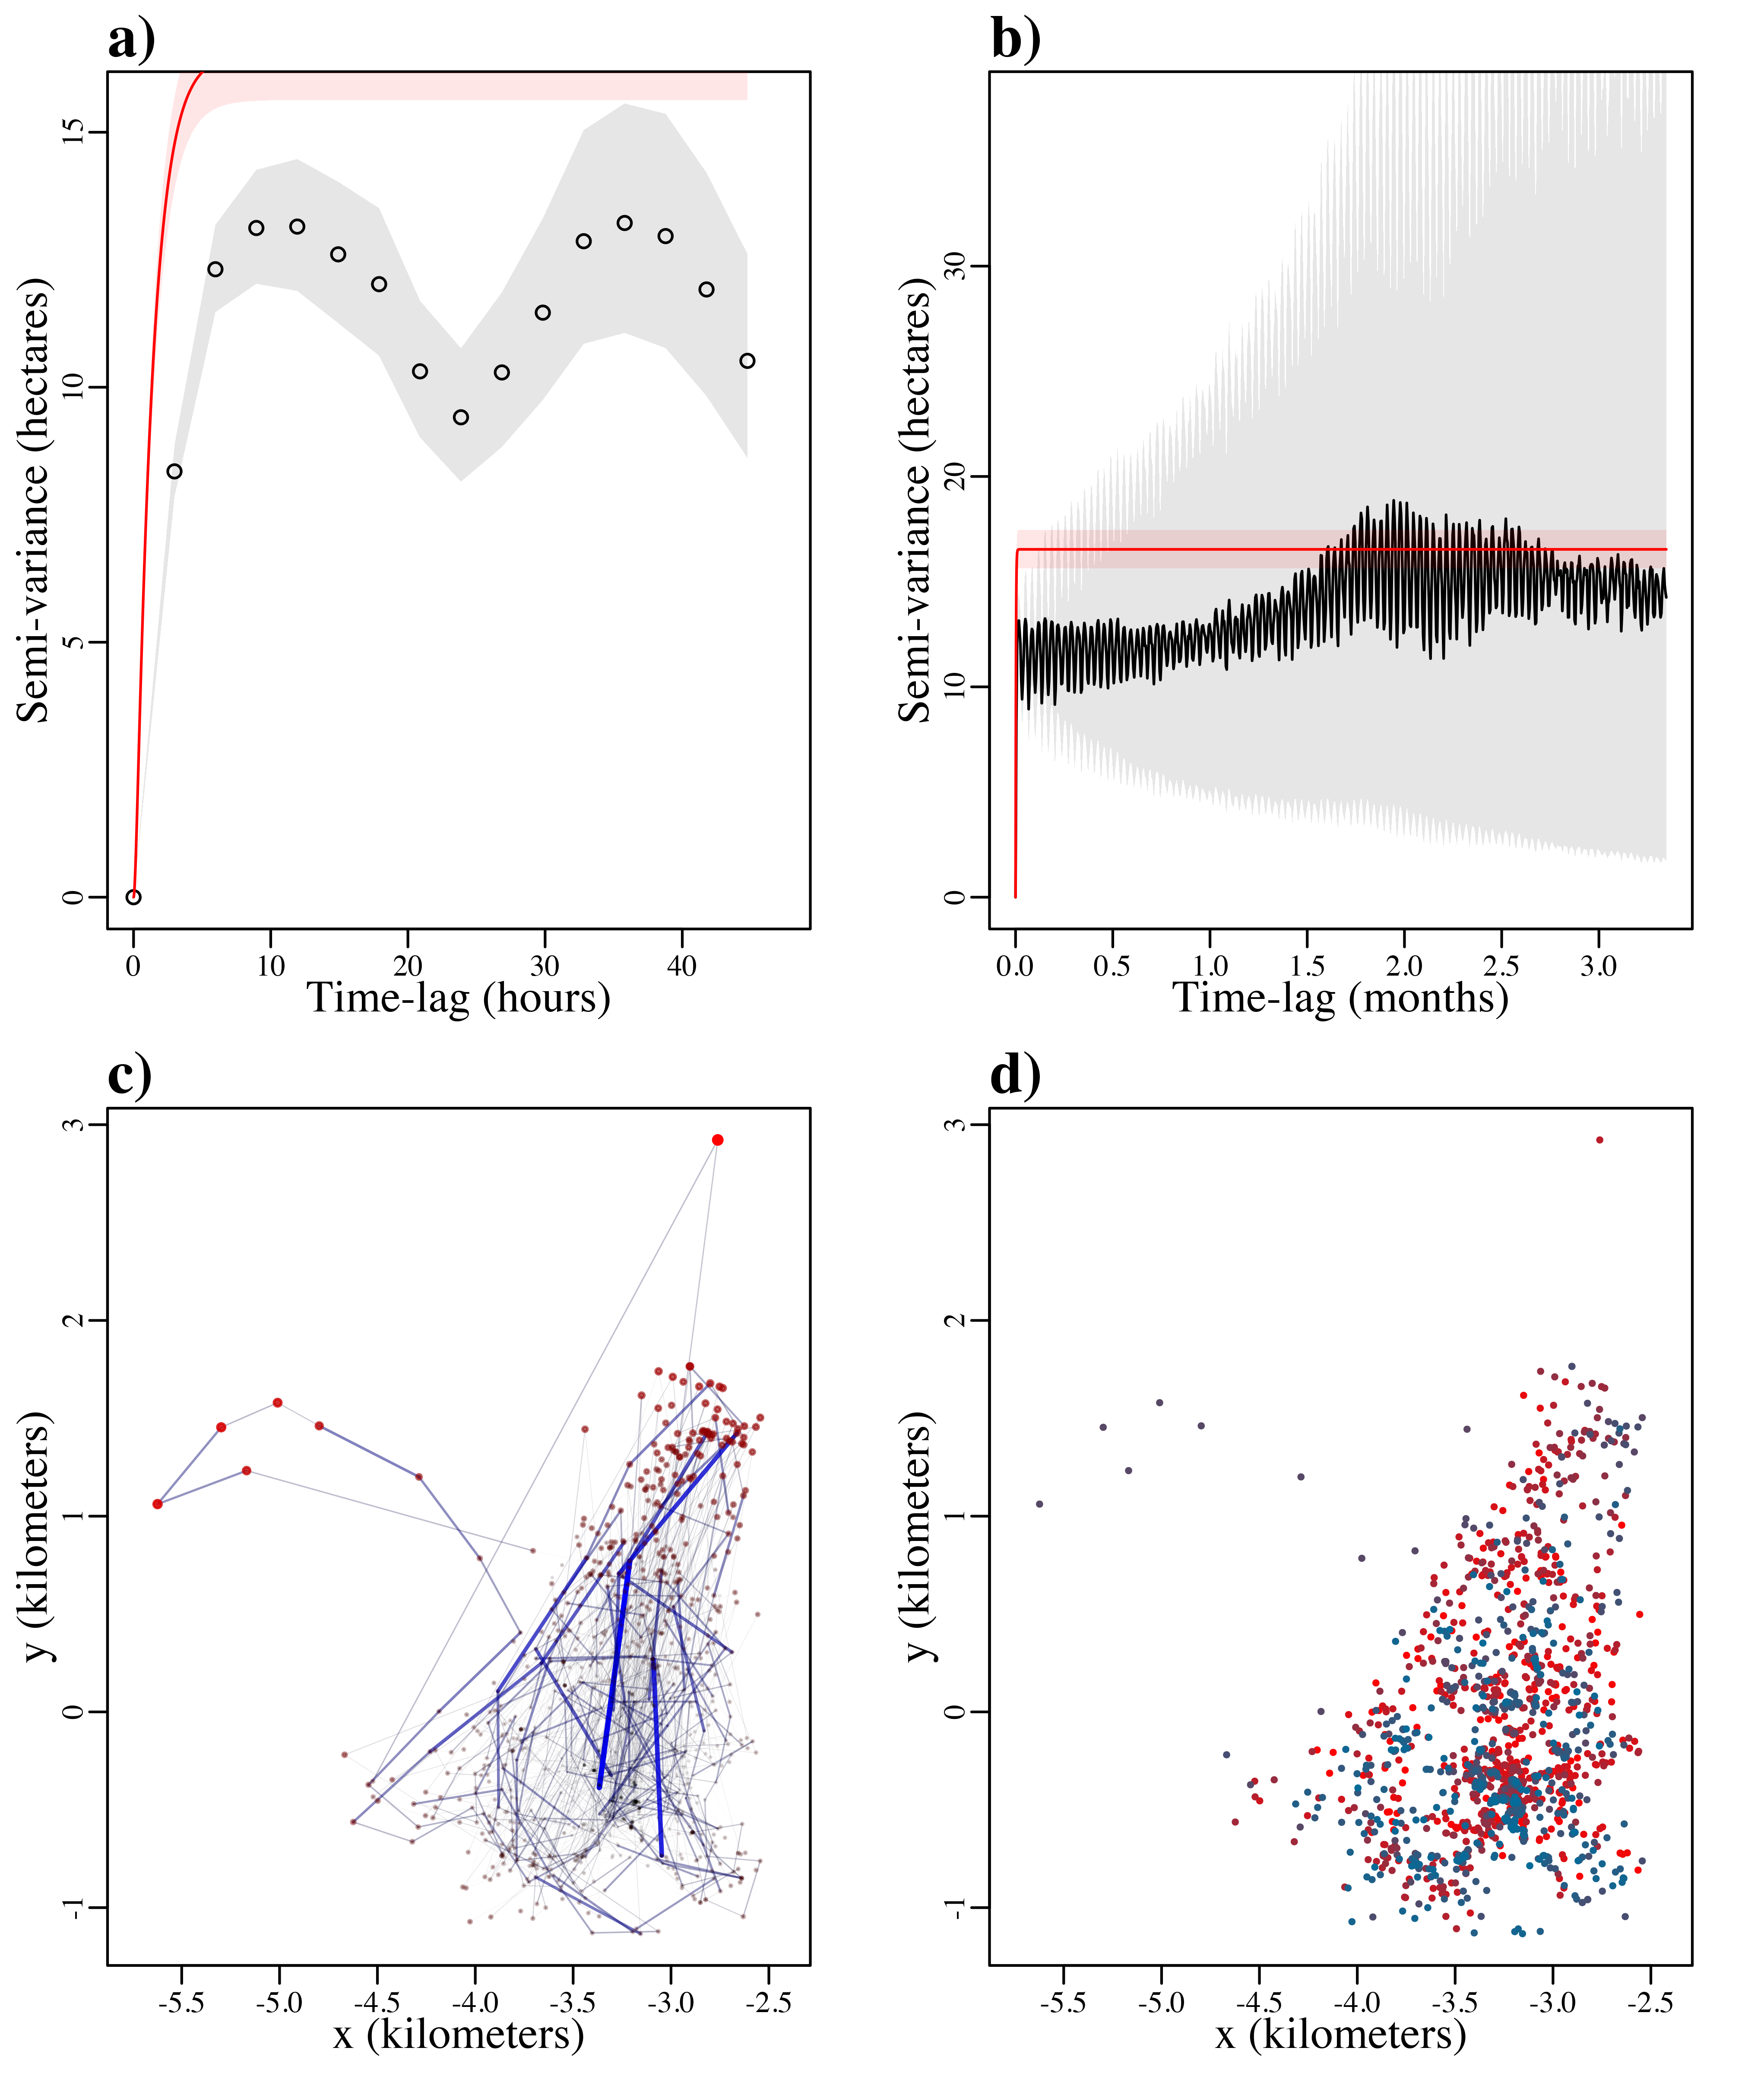 a)
Semi-variance (hectares)
0 5 10 15
0 10 20 30 40
Time-lag (hours)
b)
Semi-variance (hectares)
0 10 20 30
0.0 0.5 1.0 1.5 2.0 2.5 3.0
Time-lag (months)
c)
y (kilometers)
-1 0 1 2 3
-5.5 -5.0 -4.5 -4.0 -3.5 -3.0 -2.5
x (kilometers)
d)
y (kilometers)
-1 0 1 2 3
-5.5 -5.0 -4.5 -4.0 -3.5 -3.0 -2.5
x (kilometers)